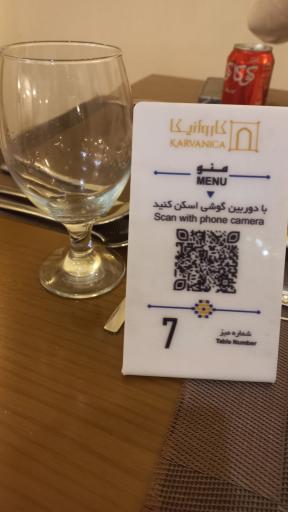 کاروانیکا
KARVANICA
منو
MENU
با دوربین گوشی اسکن کنید
Scan with phone camera
7
شماره میز
Table Number